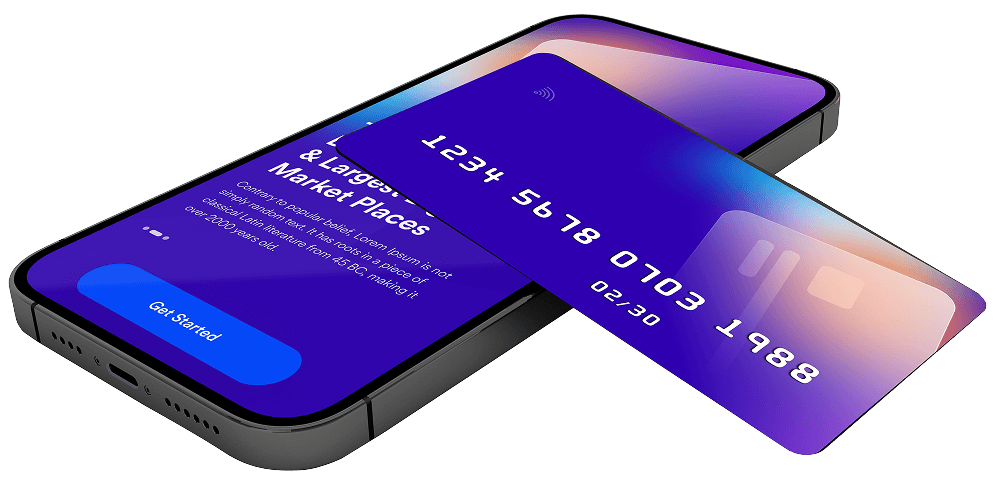 & Largest
Market Places
Contrary to popular belief, Lorem Ipsum is not
simply random text. It has roots in a piece of
classical Latin literature from 45 BC, making it
over 2000 years old.
Get Started
1234 5678 0703 1988
02/30